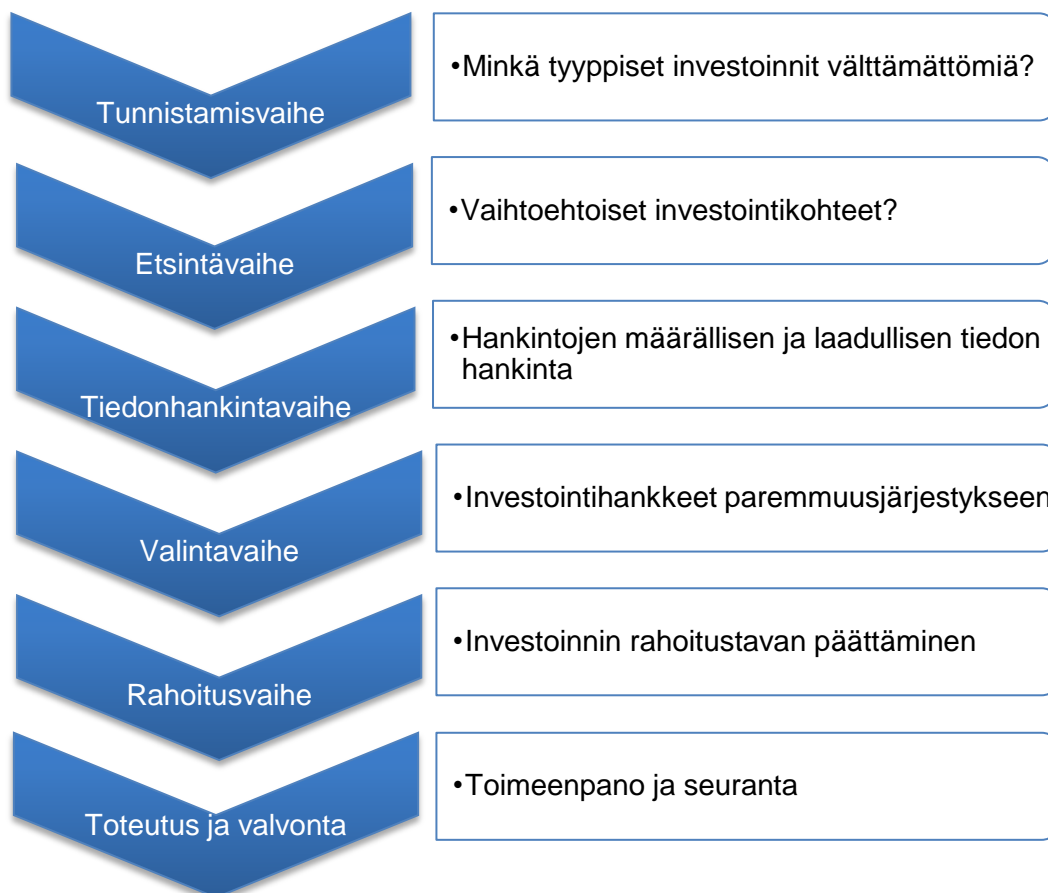 Tunnistamisvaihe
•Minkä tyyppiset investoinnit välttämättömiä?
Etsintävaihe
•Vaihtoehtoiset investointikohteet?
Tiedonhankintavaihe
•Hankintojen määrällisen ja laadullisen tiedon
hankinta
Valintavaihe
•Investointihankkeet paremmuusjärjestykseen
Rahoitusvaihe
•Investoinnin rahoitustavan päättäminen
Toteutus ja valvonta
•Toimeenpano ja seuranta